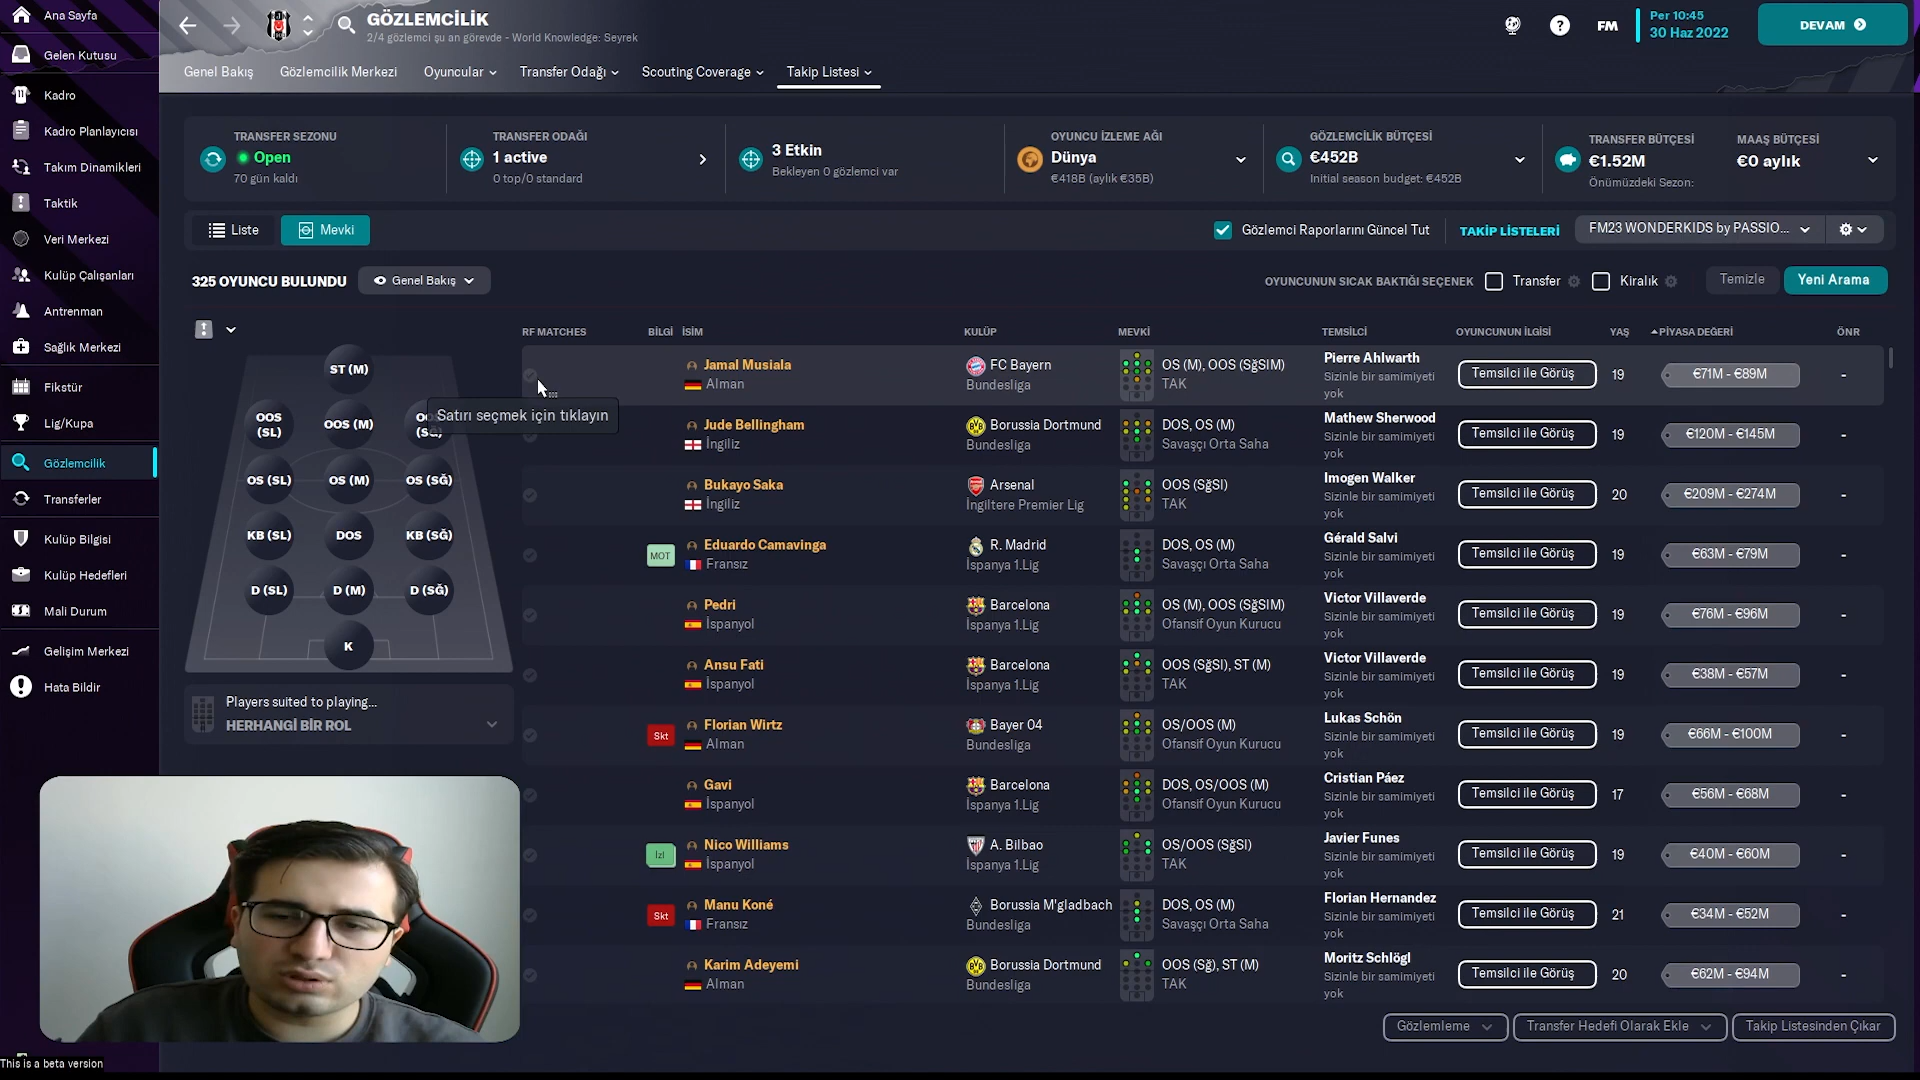 Ana Sayfa
Gelen Kutusu
Kadro
Kadro Planlayıcısı
Takım Dinamikleri
Taktik
Veri Merkezi
Kulüp Çalışanları
Antrenman
Sağlık Merkezi
Fikstür
Lig/Kupa
Gözlemcilik
Transferler
Kulüp Bilgisi
Kulüp Hedefleri
Mali Durum
Gelişim Merkezi
Hata Bildir
This is a beta version
GÖZLEMCİLİK
2/4 gözlemci şu an görevde - World Knowledge: Seyrek
FM
Per 10:45
30 Haz 2022
DEVAM
Genel Bakış Gözlemcilik Merkezi Oyuncular Transfer Odağı Scouting Coverage Takip Listesi
TRANSFER SEZONU
Open
70 gün kaldı
TRANSFER ODAĞI
1 active
0 top/0 standard
3 Etkin
Bekleyen 0 gözlemci var
OYUNCU İZLEME AĞI
Dünya
€418B (aylık €35B)
GÖZLEMCİLİK BÜTÇESİ
€452B
Initial season budget: €452B
TRANSFER BÜTÇESİ
€1.52M
Önümüzdeki Sezon:
MAAŞ BÜTÇESİ
€0 aylık
Liste Mevki
Gözlemci Raporlarını Güncel Tut TAKİP LİSTELERİ FM23 WONDERKIDS by PASSIO...
325 OYUNCU BULUNDU Genel Bakış
OYUNCUNUN SICAK BAKTIĞI SEÇENEK Transfer Kiralık Temizle Yeni Arama
ST (M)
OOS (SL) OOS (M)
OS (SL) OS (M) OS (SĞ)
KB (SL) DOS KB (SĞ)
D (SL) D (M) D (SĞ)
K
Satırı seçmek için tıklayın
Players suited to playing...
HERHANGİ BİR ROL
RF MATCHES BİLGİ İSİM KULÜP MEVKİ TEMSİLCİ OYUNCUNUN İLGİSİ YAŞ PİYASA DEĞERİ ÖNR
Jamal Musiala FC Bayern OS (M), OOS (SğSlM) Pierre Ahlwarth Temsilci ile Görüş 19 €71M - €89M -
Alman Bundesliga TAK Sizinle bir samimiyeti yok
Jude Bellingham Borussia Dortmund DOS, OS (M) Mathew Sherwood Temsilci ile Görüş 19 €120M - €145M -
İngiliz Bundesliga Savaşçı Orta Saha Sizinle bir samimiyeti yok
Bukayo Saka Arsenal OOS (SğSl) Imogen Walker Temsilci ile Görüş 20 €209M - €274M -
İngiliz İngiltere Premier Lig TAK Sizinle bir samimiyeti yok
MOT Eduardo Camavinga R. Madrid DOS, OS (M) Gérald Salvi Temsilci ile Görüş 19 €63M - €79M -
Fransız İspanya 1.Lig Savaşçı Orta Saha Sizinle bir samimiyeti yok
Pedri Barcelona OS (M), OOS (SğSlM) Victor Villaverde Temsilci ile Görüş 19 €76M - €96M -
İspanyol İspanya 1.Lig Ofansif Oyun Kurucu Sizinle bir samimiyeti yok
Ansu Fati Barcelona OOS (SğSl), ST (M) Victor Villaverde Temsilci ile Görüş 19 €38M - €57M -
İspanyol İspanya 1.Lig TAK Sizinle bir samimiyeti yok
Skt Florian Wirtz Bayer 04 OS/OOS (M) Lukas Schön Temsilci ile Görüş 19 €66M - €100M -
Alman Bundesliga Ofansif Oyun Kurucu Sizinle bir samimiyeti yok
Gavi Barcelona DOS, OS/OOS (M) Cristian Páez Temsilci ile Görüş 17 €56M - €68M -
İspanyol İspanya 1.Lig Ofansif Oyun Kurucu Sizinle bir samimiyeti yok
İzl Nico Williams A. Bilbao OS/OOS (SğSl) Javier Funes Temsilci ile Görüş 19 €40M - €60M -
İspanyol İspanya 1.Lig TAK Sizinle bir samimiyeti yok
Skt Manu Koné Borussia M'gladbach DOS, OS (M) Florian Hernandez Temsilci ile Görüş 21 €34M - €52M -
Fransız Bundesliga Savaşçı Orta Saha Sizinle bir samimiyeti yok
Karim Adeyemi Borussia Dortmund OOS (Sğ), ST (M) Moritz Schlögl Temsilci ile Görüş 20 €62M - €94M -
Alman Bundesliga TAK Sizinle bir samimiyeti yok
Gözlemleme Transfer Hedefi Olarak Ekle Takip Listesinden Çıkar